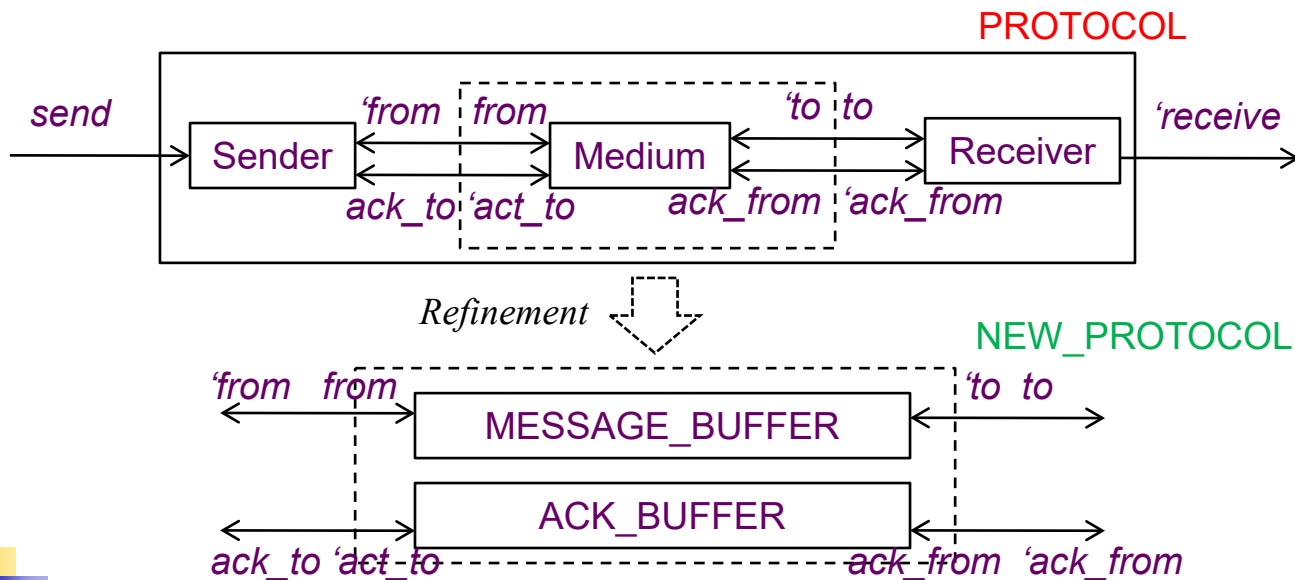 PROTOCOL
send ‘from from ‘to to ‘receive
Sender Medium Receiver
ack_to ‘act_to ack_from ‘ack_from
Refinement
NEW_PROTOCOL
‘from from ‘to to
MESSAGE_BUFFER
ACK_BUFFER
ack_to ‘act_to ack_from ‘ack_from